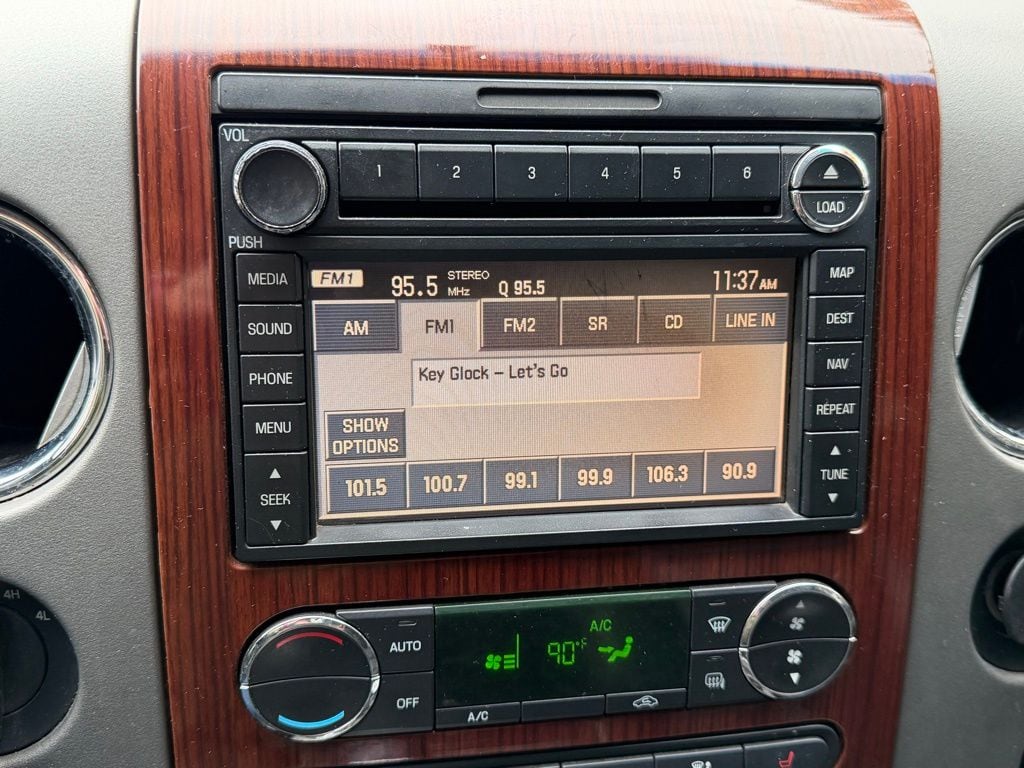 VOL
PUSH
1 2 3 4 5 6
LOAD
MEDIA
SOUND
PHONE
MENU
SEEK
FM1 95.5 STEREO MHz Q 95.5 11:37AM
AM FM1 FM2 SR CD LINE IN
Key Glock – Let's Go
SHOW
OPTIONS
101.5 100.7 99.1 99.9 106.3 90.9
MAP
DEST
NAV
REPEAT
TUNE
4H
4L
AUTO
OFF
A/C
90°F
A/C